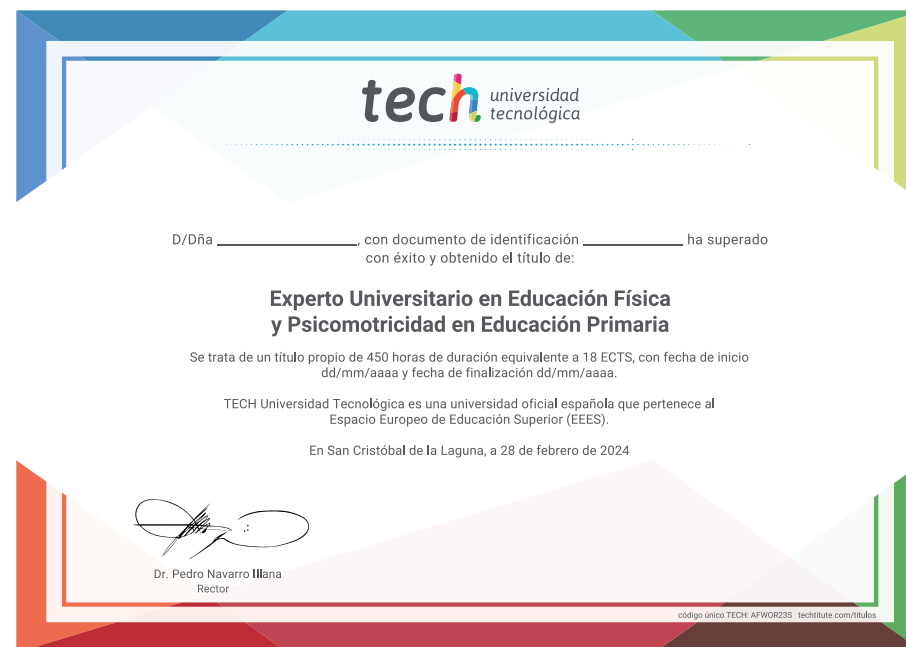 tech universidad
tecnológica
D/Dña ____________________, con documento de identificación ______________ ha superado
con éxito y obtenido el título de:
Experto Universitario en Educación Física
y Psicomotricidad en Educación Primaria
Se trata de un título propio de 450 horas de duración equivalente a 18 ECTS, con fecha de inicio
dd/mm/aaaa y fecha de finalización dd/mm/aaaa.
TECH Universidad Tecnológica es una universidad oficial española que pertenece al
Espacio Europeo de Educación Superior (EEES).
En San Cristóbal de la Laguna, a 28 de febrero de 2024
Dr. Pedro Navarro Illana
Rector
código único TECH: AFWOR23S techtitute.com/titulos